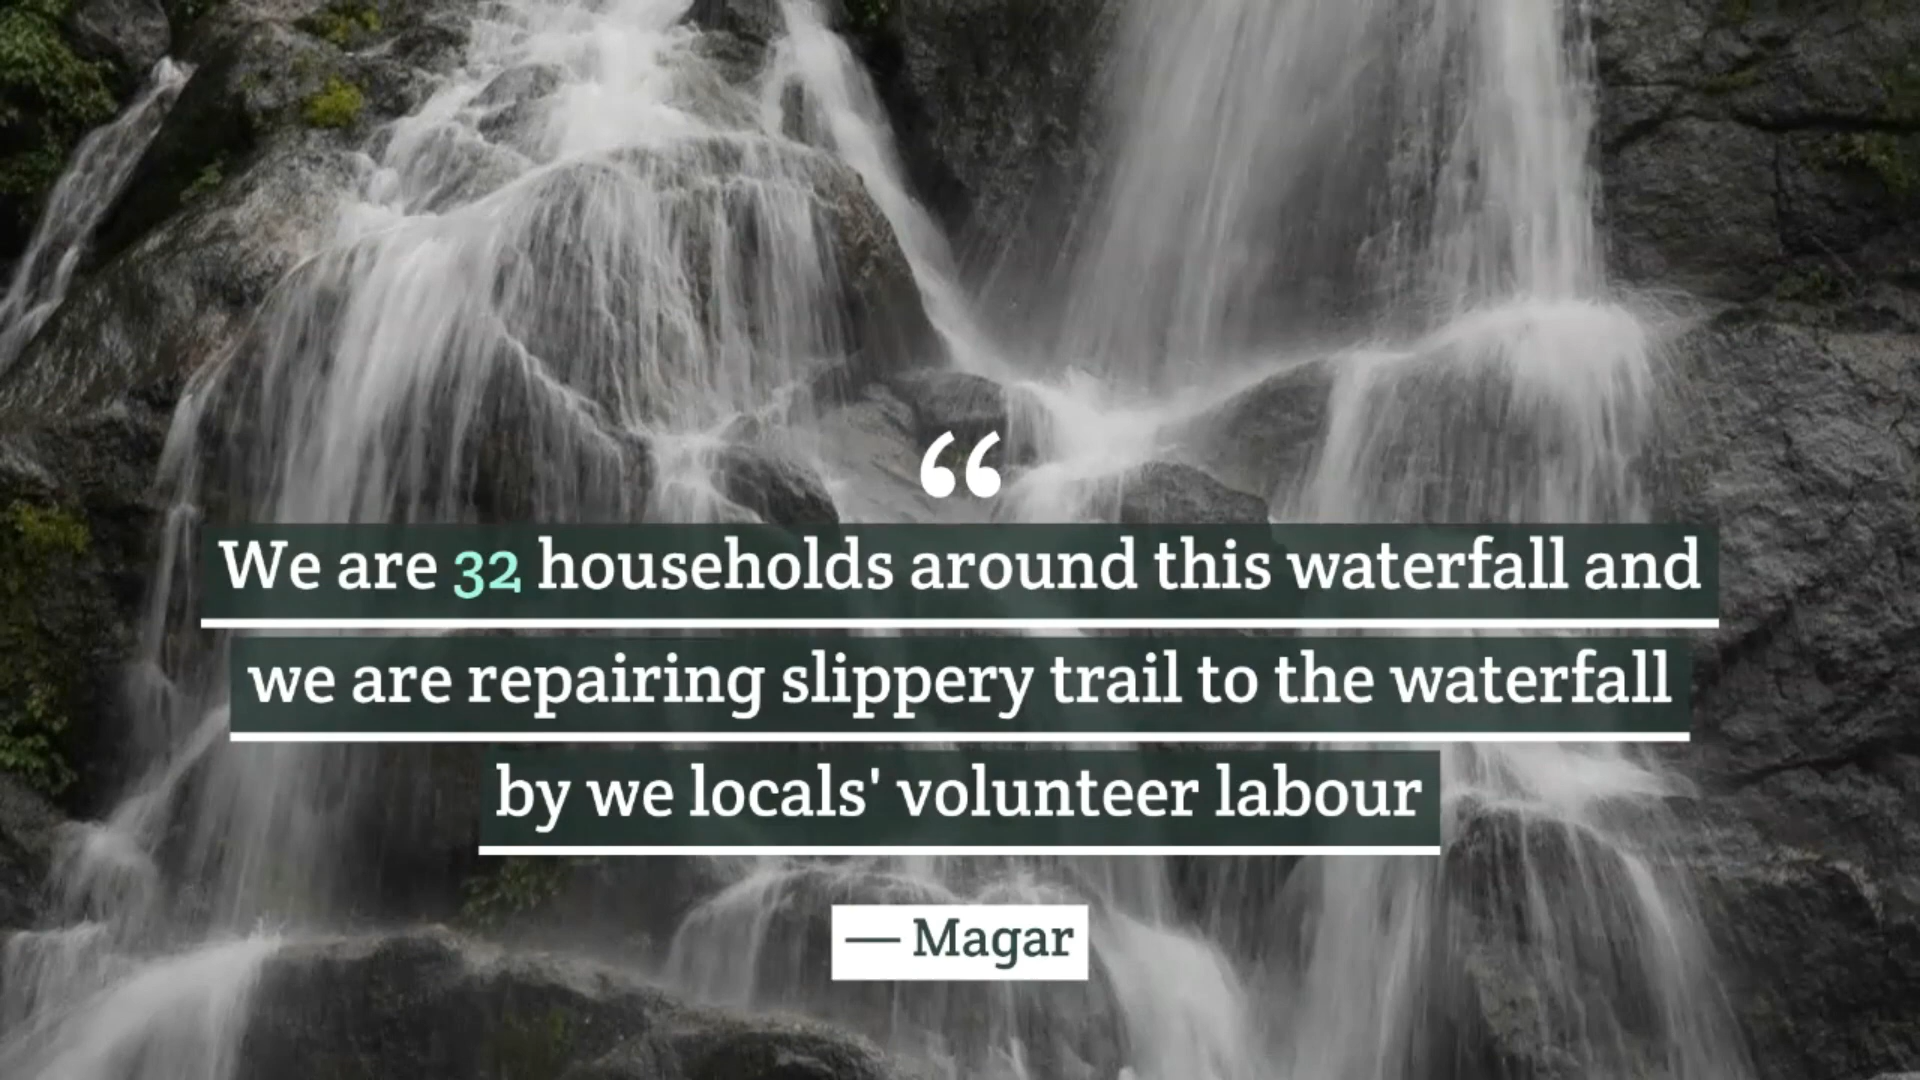 “
We are 32 households around this waterfall and
we are repairing slippery trail to the waterfall
by we locals' volunteer labour
— Magar